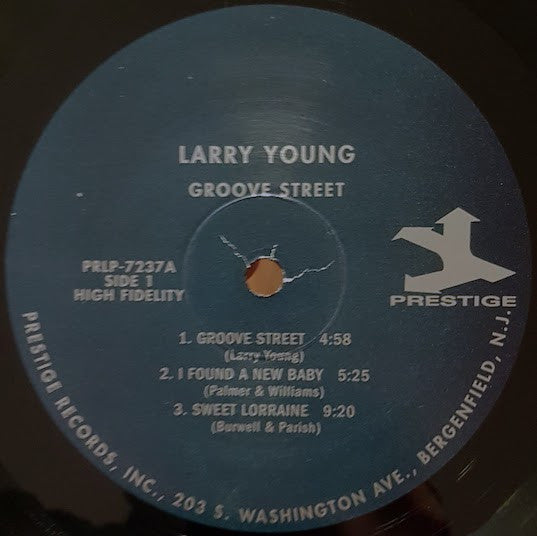 LARRY YOUNG
GROOVE STREET
PRLP-7237A
SIDE 1
HIGH FIDELITY
PRESTIGE
1. GROOVE STREET 4:58
(Larry Young)
2. I FOUND A NEW BABY 5:25
(Palmer & Williams)
3. SWEET LORRAINE 9:20
(Burwell & Parish)
PRESTIGE RECORDS, INC., 203 S. WASHINGTON AVE., BERGENFIELD, N.J.